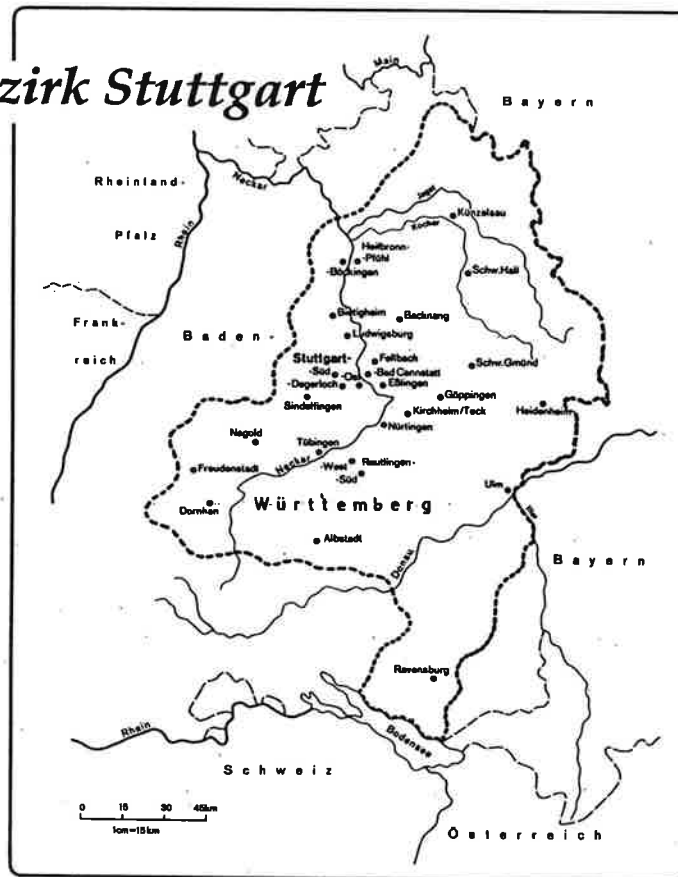 zirk Stuttgart
Main
Bayern
Rheinland-
Pfalz
Neckar
Rhein
Jagst
Kocher
Künzelsau
Heilbronn-
-Pfühl
-Böckingen
Schw.Hall
Frank-
reich
Baden-
Bietigheim
Backnang
Ludwigsburg
Stuttgart-
-Süd
-Ost
-Degerloch
Fellbach
-Bad Cannstatt
Eßlingen
Schw.Gmünd
Sindelfingen
Göppingen
Kirchheim/Teck
Heidenheim
Nagold
Nürtingen
Tübingen
Neckar
-West
Reutlingen-
-Süd
Freudenstadt
Ulm
Dornhan
Württemberg
Iller
Albstadt
Donau
Bayern
Ravensburg
Rhein
Bodensee
Schweiz
0 15 30 45km
1cm=15km
Österreich